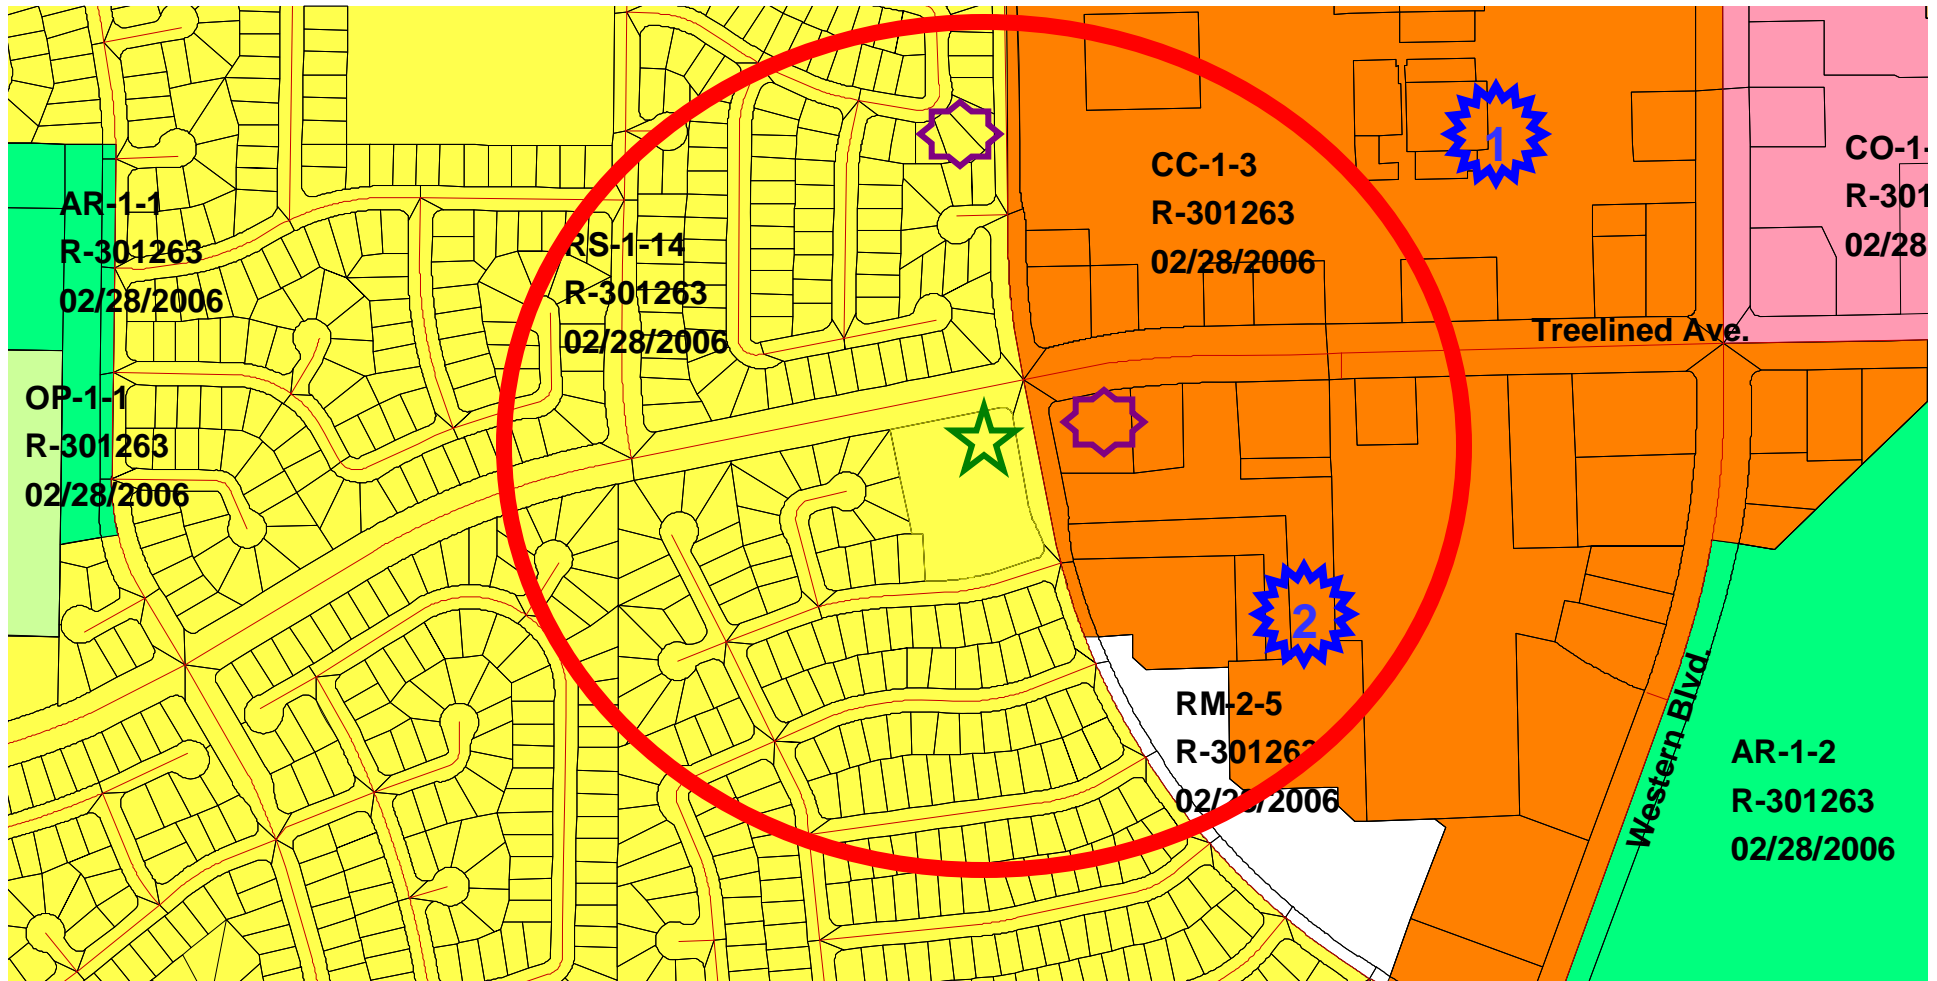 AR-1-1
R-301263
02/28/2006
OP-1-1
R-301263
02/28/2006
RS-1-14
R-301263
02/28/2006
CC-1-3
R-301263
02/28/2006
1
CO-1-
R-301
02/28
Treelined Ave.
2
RM-2-5
R-301263
02/28/2006
Western Blvd.
AR-1-2
R-301263
02/28/2006